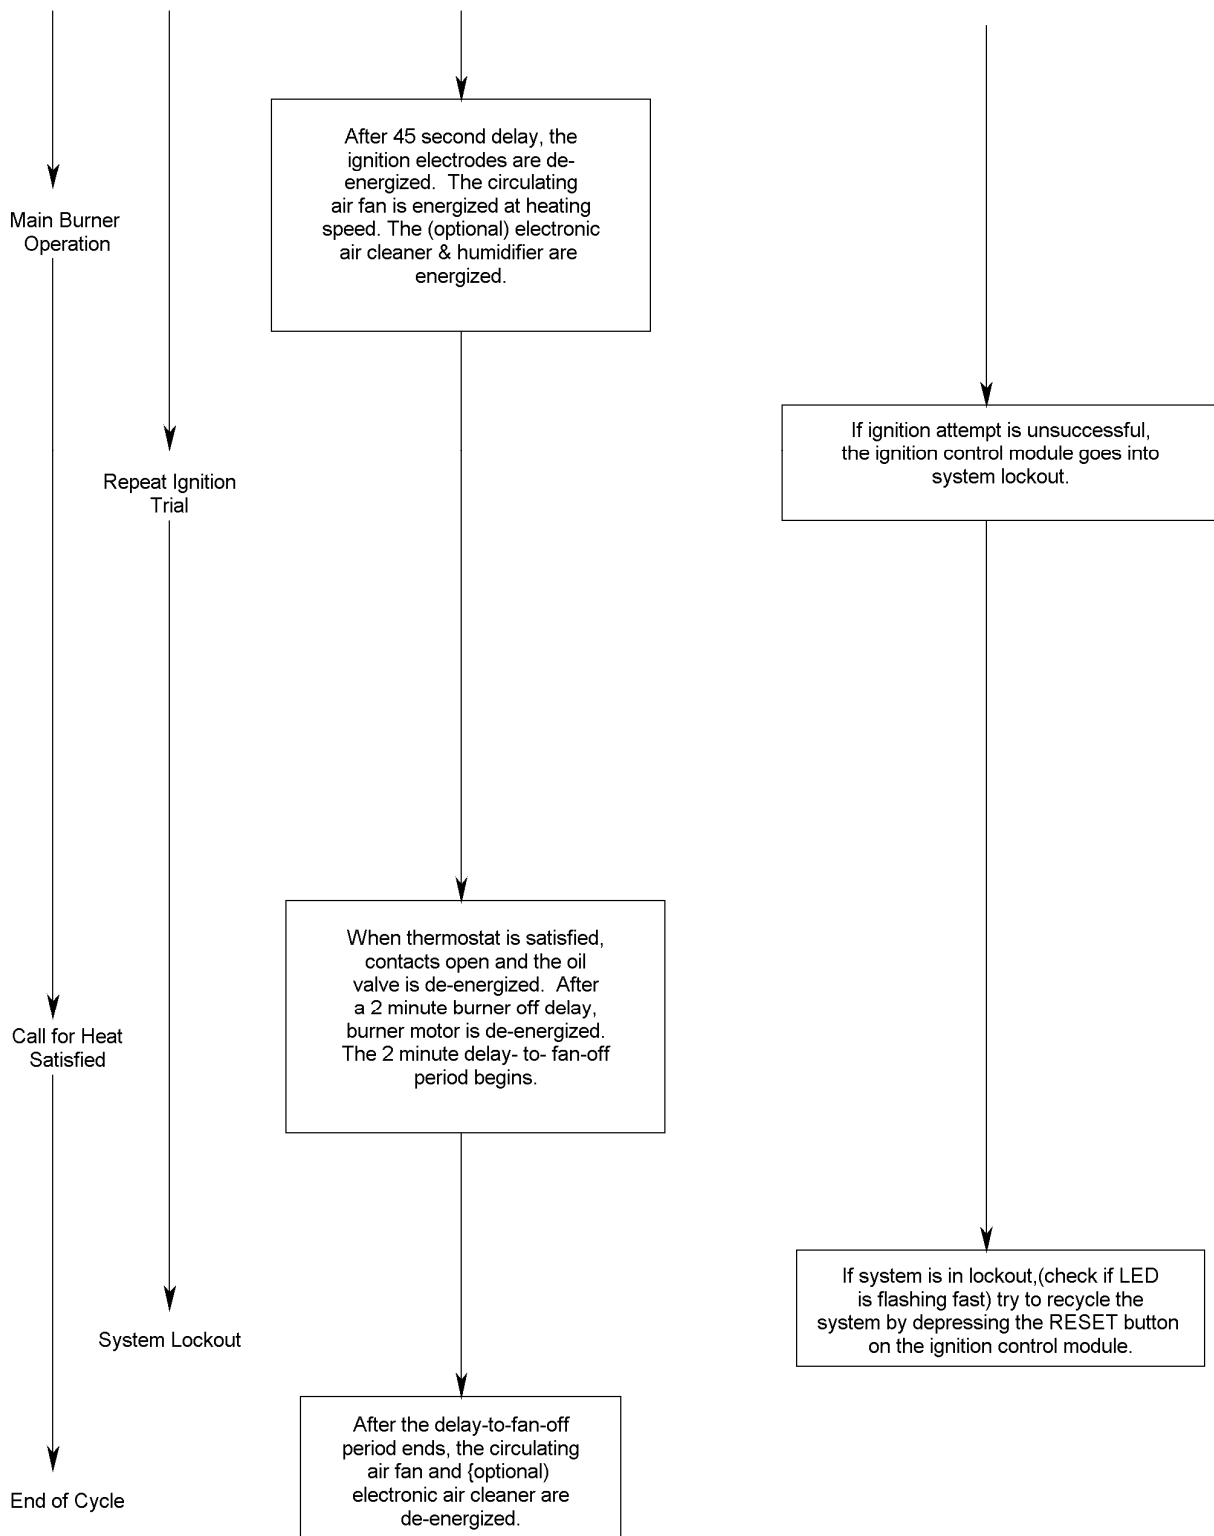 After 45 second delay, the
ignition electrodes are de-
energized.  The circulating
air fan is energized at heating
speed. The (optional) electronic
air cleaner & humidifier are
energized.
Main Burner
Operation
If ignition attempt is unsuccessful,
the ignition control module goes into
system lockout.
Repeat Ignition
Trial
When thermostat is satisfied,
contacts open and the oil
valve is de-energized.  After
a 2 minute burner off delay,
burner motor is de-energized.
The 2 minute delay- to- fan-off
period begins.
Call for Heat
Satisfied
If system is in lockout,(check if LED
is flashing fast) try to recycle the
system by depressing the RESET button
on the ignition control module.
System Lockout
After the delay-to-fan-off
period ends, the circulating
air fan and {optional)
electronic air cleaner are
de-energized.
End of Cycle